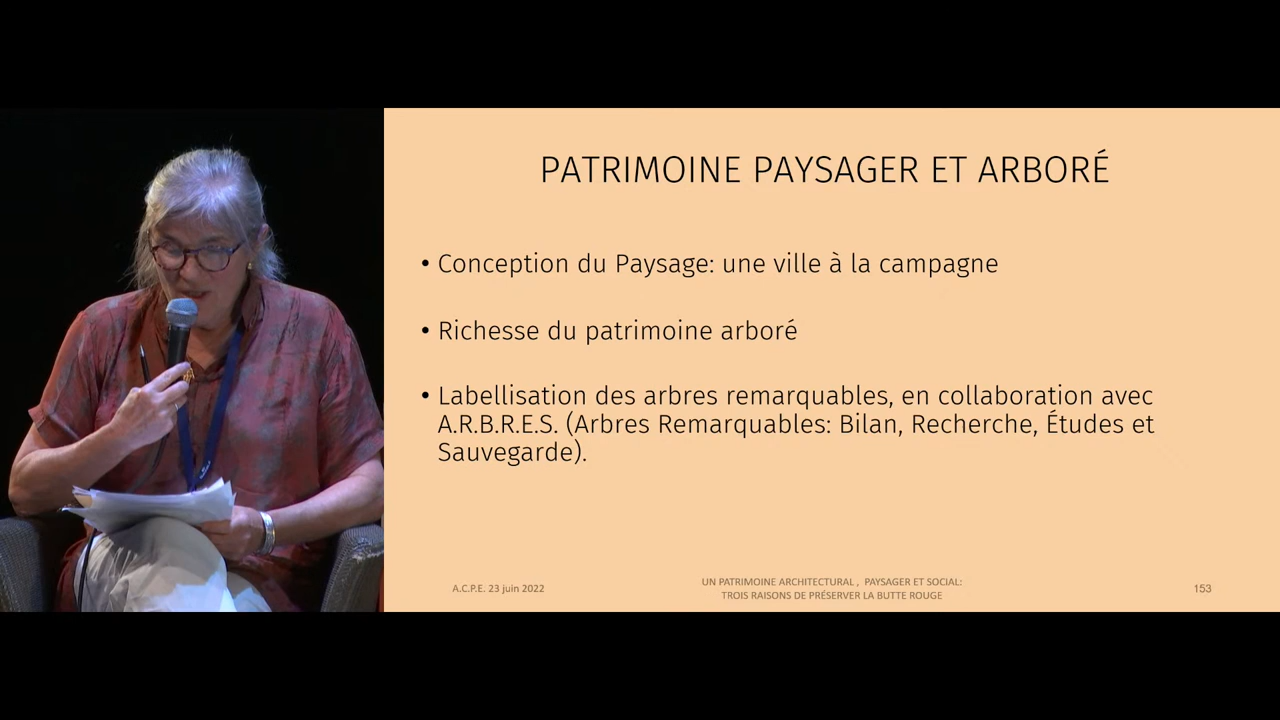 PATRIMOINE PAYSAGER ET ARBORÉ
• Conception du Paysage: une ville à la campagne
• Richesse du patrimoine arboré
• Labellisation des arbres remarquables, en collaboration avec
A.R.B.R.E.S. (Arbres Remarquables: Bilan, Recherche, Études et
Sauvegarde).
A.C.P.E. 23 juin 2022
UN PATRIMOINE ARCHITECTURAL , PAYSAGER ET SOCIAL:
TROIS RAISONS DE PRÉSERVER LA BUTTE ROUGE
153